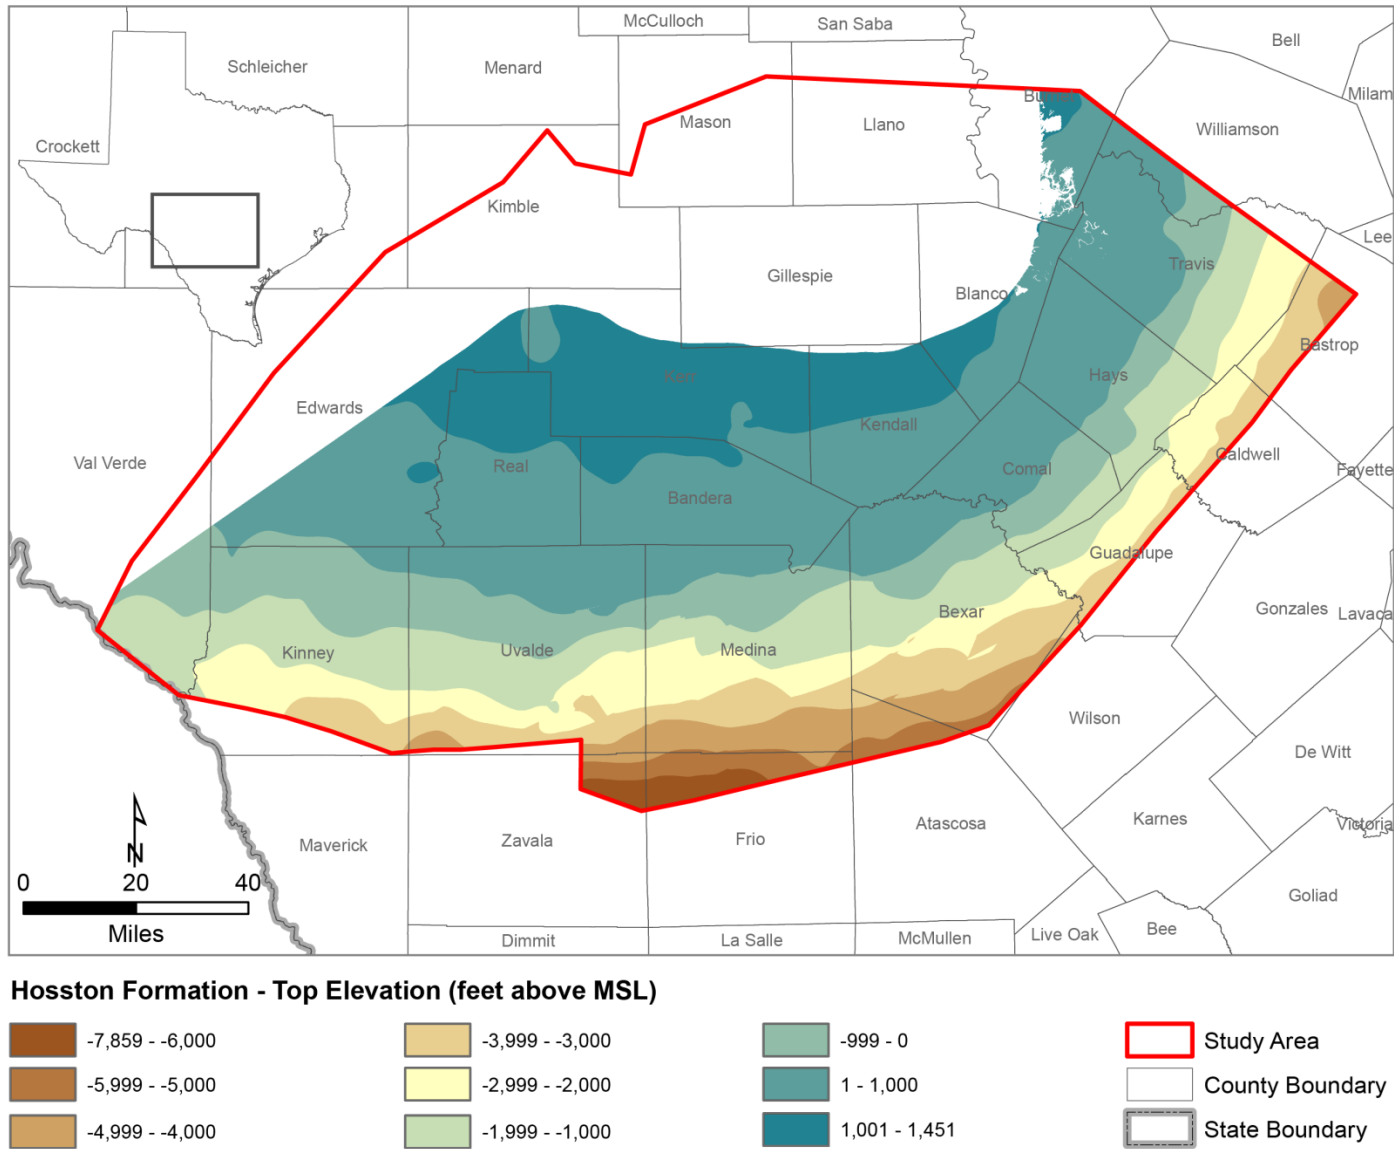 McCulloch
San Saba
Bell
Schleicher
Menard
Milam
Mason
Llano
Williamson
Crockett
Kimble
Lee
Gillespie
Travis
Blanco
Bastrop
Kerr
Hays
Edwards
Kendall
Val Verde
Real
Comal
Caldwell
Fayette
Bandera
Guadalupe
Bexar
Gonzales
Lavaca
Kinney
Uvalde
Medina
Wilson
De Witt
Maverick
Zavala
Frio
Atascosa
Karnes
Victoria
N
0 20 40
Miles
Goliad
Dimmit
La Salle
McMullen
Live Oak
Bee
Hosston Formation - Top Elevation (feet above MSL)
-7,859 - -6,000
-3,999 - -3,000
-999 - 0
Study Area
-5,999 - -5,000
-2,999 - -2,000
1 - 1,000
County Boundary
-4,999 - -4,000
-1,999 - -1,000
1,001 - 1,451
State Boundary